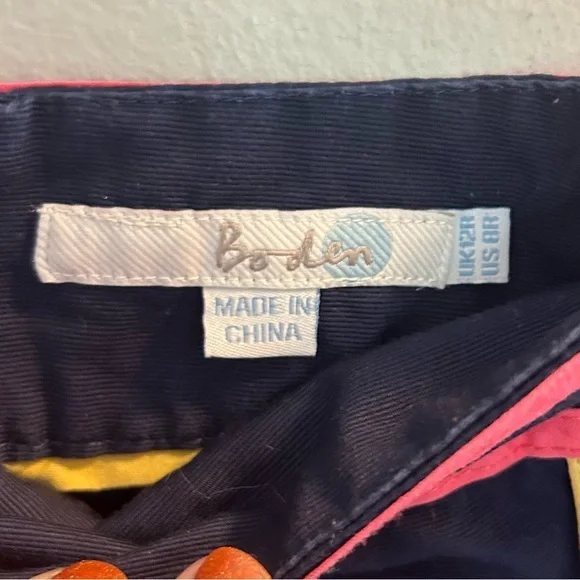 Boden
UK12R
US 8R
MADE IN
CHINA